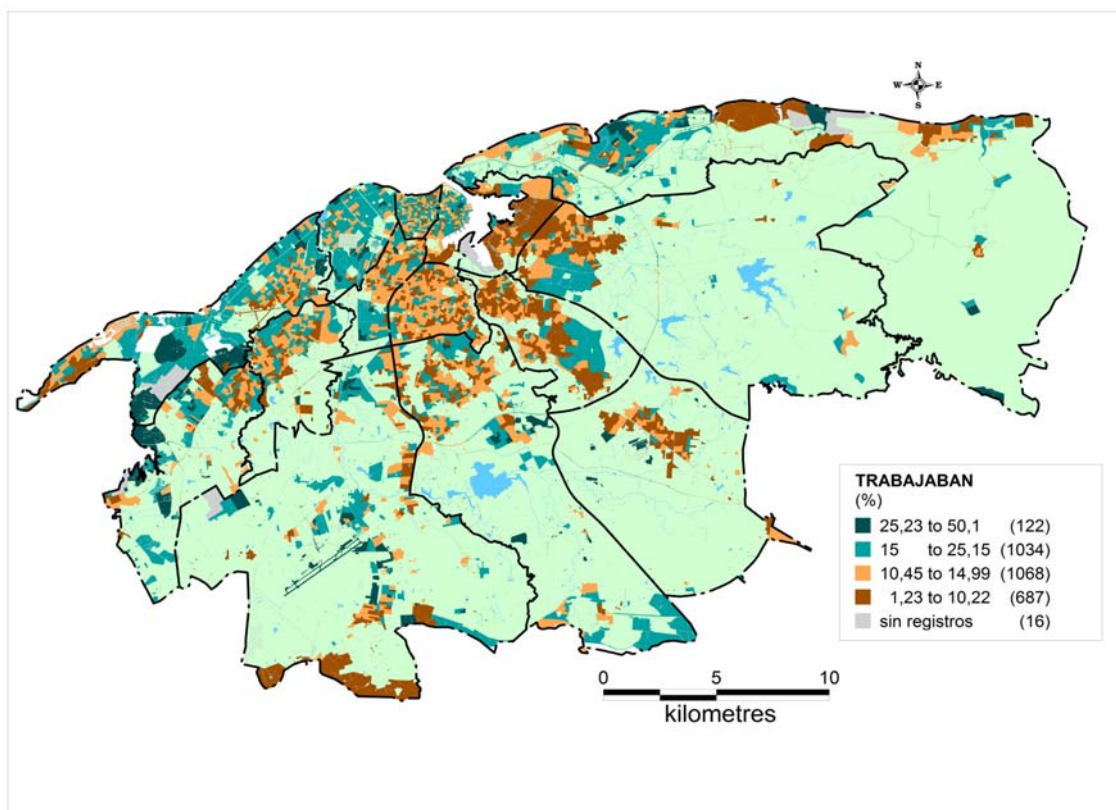 N
W E
S
TRABAJABAN
(%)
25,23 to 50,1 (122)
15 to 25,15 (1034)
10,45 to 14,99 (1068)
1,23 to 10,22 (687)
sin registros (16)
0 5 10
kilometres